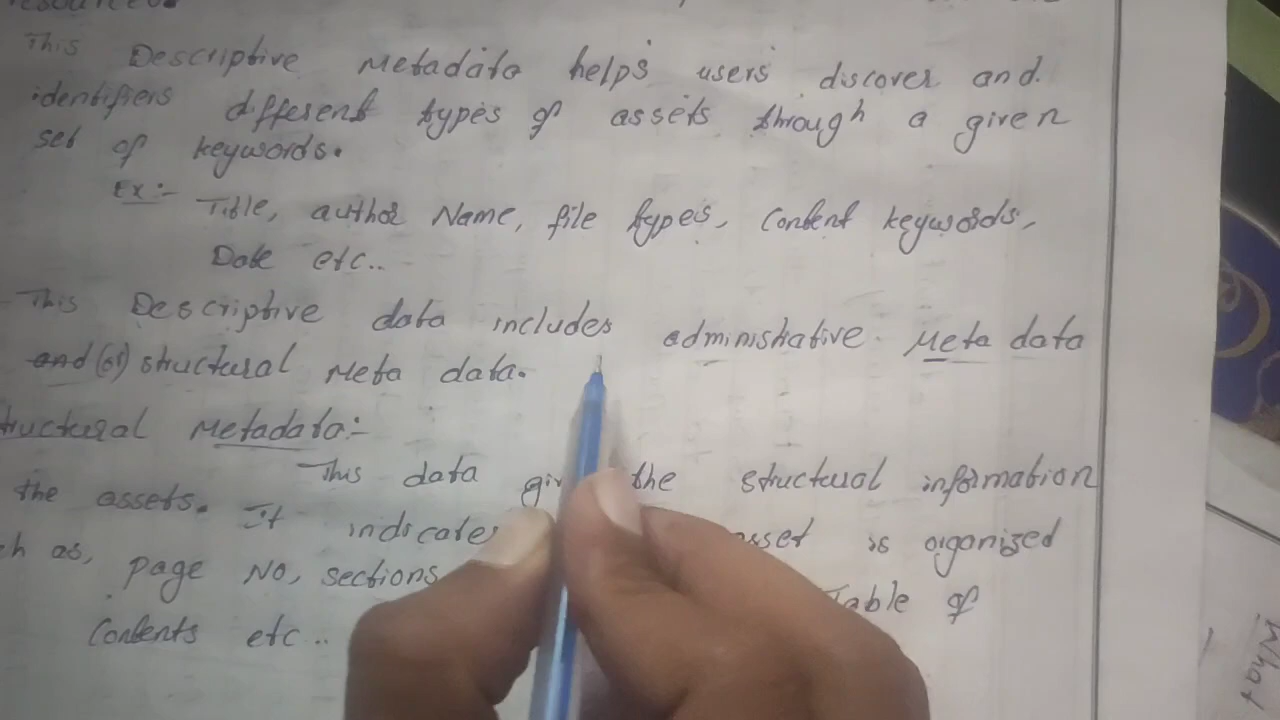 This Descriptive Metadata helps users discover and
identifiers different types of assets through a given
set of keywords.
Ex:- Title, author Name, file types, Content keywords,
Date etc..
This Descriptive data includes administrative Meta data
and (or) structural Meta data.
tructural Metadata:-
This data the structural information
the assets. It indicates asset is organized
ch as, page No, sections Table of
Contents etc..
What